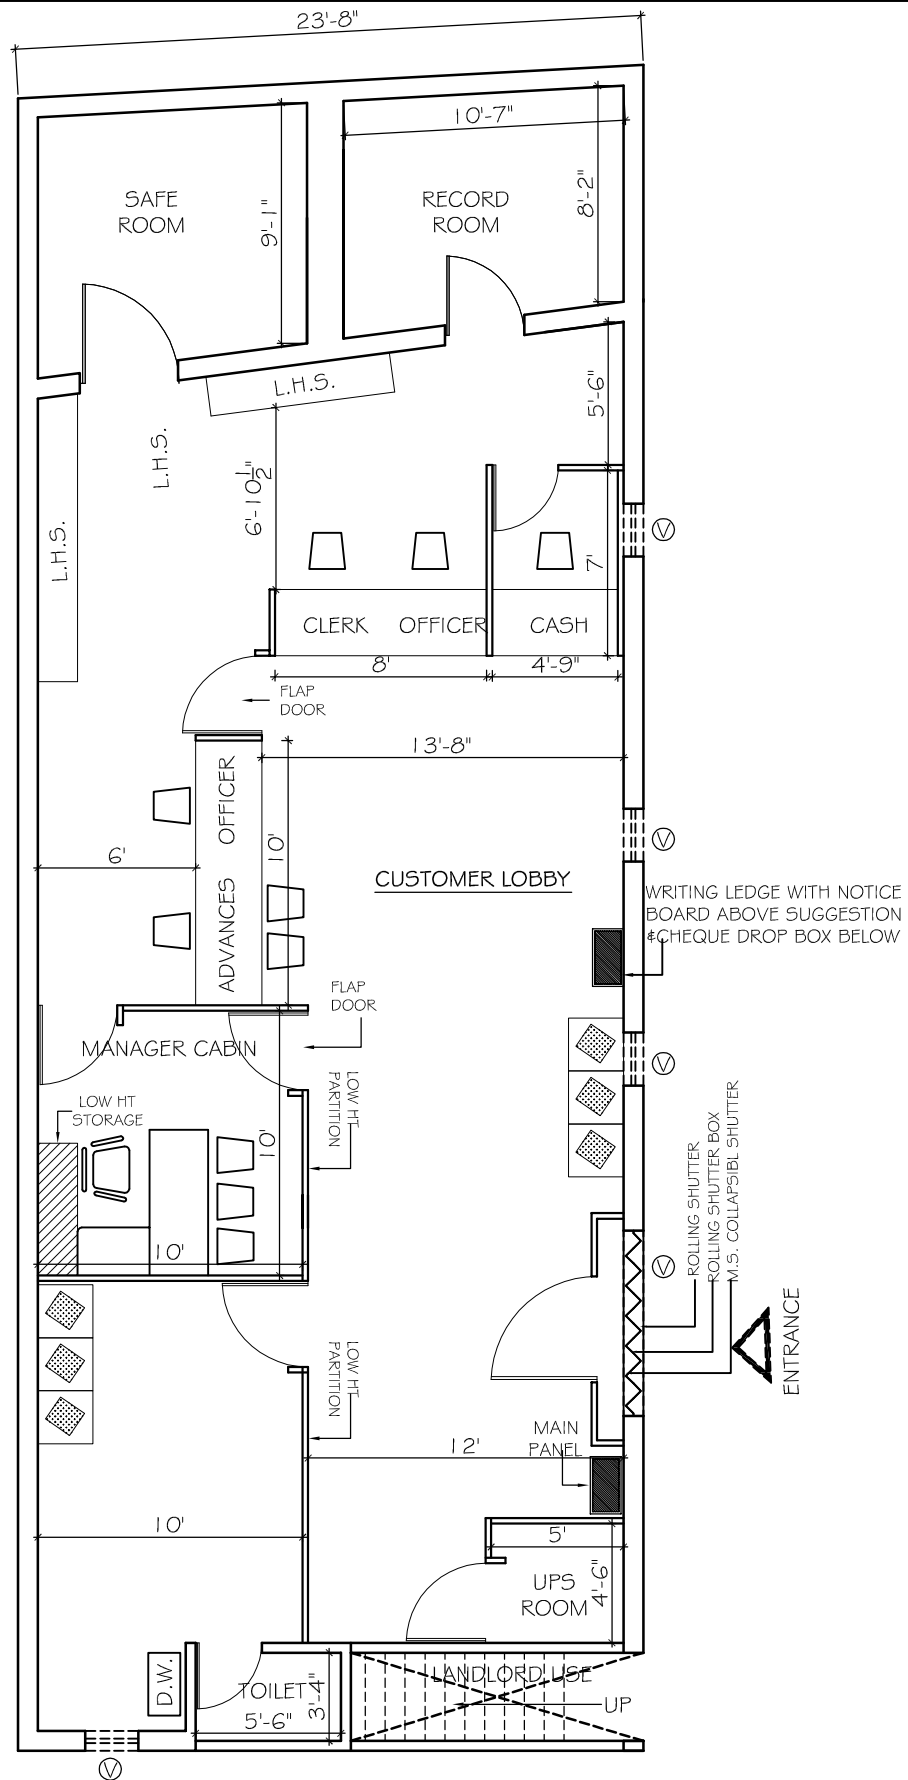 23'-8"
10'-7"
SAFE
ROOM
9'-1"
RECORD
ROOM
8'-2"
L.H.S.
5'-6"
L.H.S.
6'-10 1/2"
L.H.S.
7'
CLERK
OFFICER
CASH
8'
4'-9"
FLAP
DOOR
13'-8"
ADVANCES OFFICER
10'
6'
CUSTOMER LOBBY
WRITING LEDGE WITH NOTICE
BOARD ABOVE SUGGESTION
&CHEQUE DROP BOX BELOW
V
V
V
V
FLAP
DOOR
MANAGER CABIN
LOW HT
STORAGE
LOW HT
PARTITION
10'
10'
ROLLING SHUTTER
ROLLING SHUTTER BOX
M.S. COLLAPSIBL SHUTTER
ENTRANCE
LOW HT
PARTITION
MAIN
PANEL
12'
10'
5'
UPS
ROOM
4'-6"
D.W.
TOILET
5'-6"
3'-4"
LANDLORD USE
UP
V